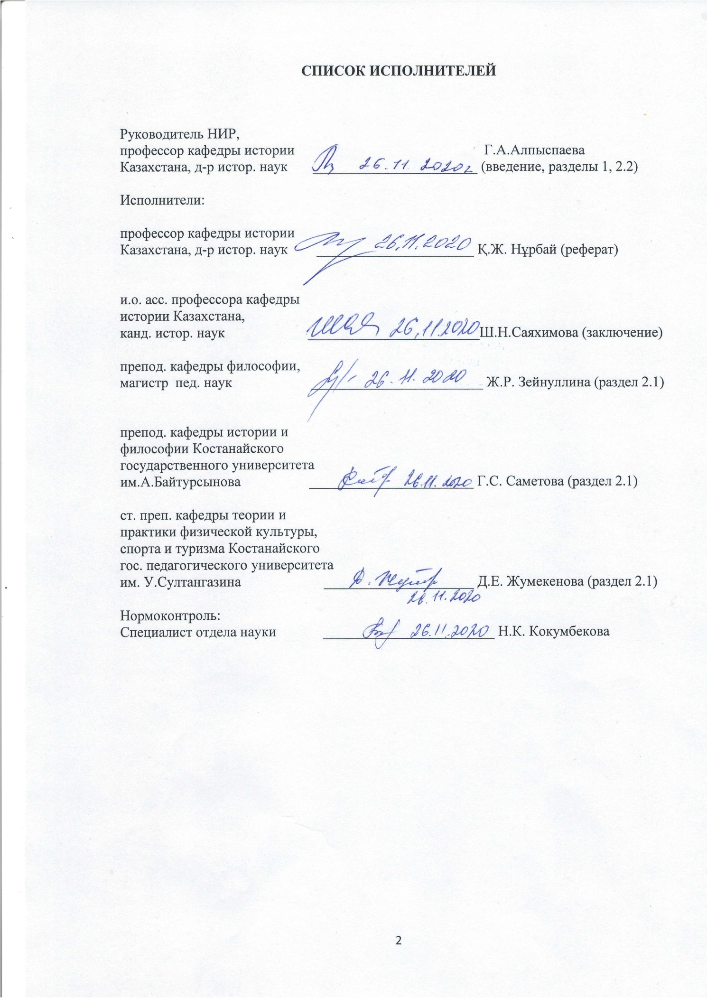 СПИСОК ИСПОЛНИТЕЛЕЙ
Руководитель НИР,
профессор кафедры истории Г.А.Алпыспаева
Казахстана, д-р истор. наук 26.11 2020г (введение, разделы 1, 2.2)
Исполнители:
профессор кафедры истории
Казахстана, д-р истор. наук 26.11.2020 Қ.Ж. Нұрбай (реферат)
и.о. асс. профессора кафедры
истории Казахстана,
канд. истор. наук 26.11.2020 Ш.Н.Саяхимова (заключение)
препод. кафедры философии,
магистр пед. наук 26.11.2020 Ж.Р. Зейнуллина (раздел 2.1)
препод. кафедры истории и
философии Костанайского
государственного университета
им.А.Байтурсынова 26.11.2020 Г.С. Саметова (раздел 2.1)
ст. преп. кафедры теории и
практики физической культуры,
спорта и туризма Костанайского
гос. педагогического университета
им. У.Султангазина Д.Е. Жумекенова (раздел 2.1)
26.11.2020
Нормоконтроль:
Специалист отдела науки 26.11.2020 Н.К. Кокумбекова
2